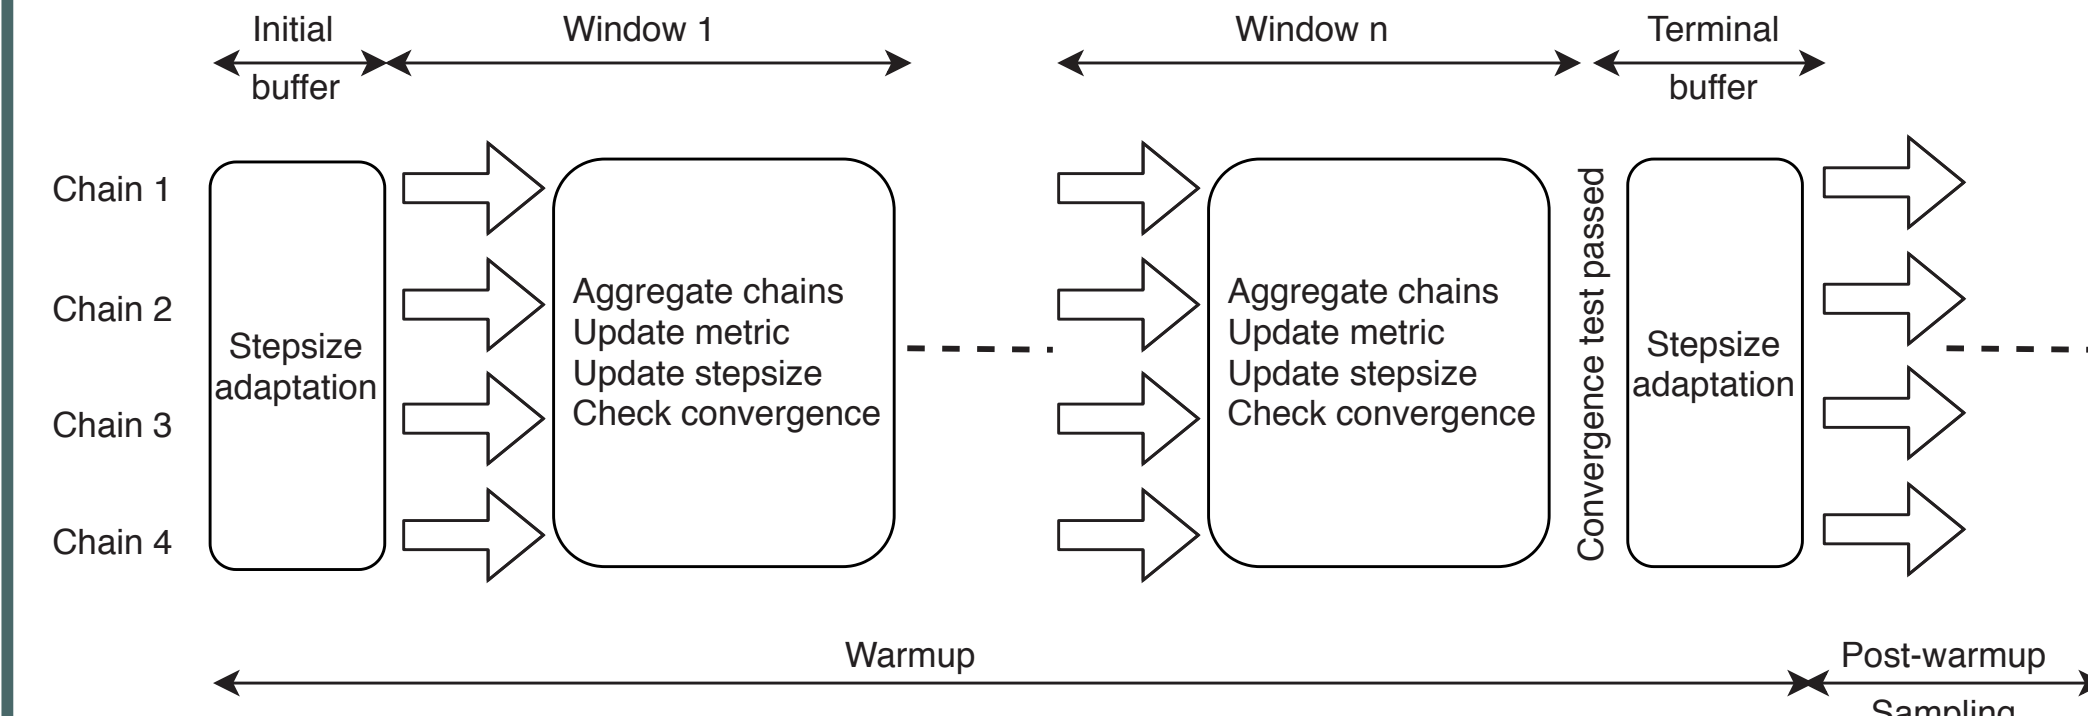 Initial
buffer
Window 1
Window n
Terminal
buffer
Chain 1
Chain 2
Chain 3
Chain 4
Stepsize
adaptation
Aggregate chains
Update metric
Update stepsize
Check convergence
Aggregate chains
Update metric
Update stepsize
Check convergence
Convergence test passed
Stepsize
adaptation
Warmup
Post-warmup
Sampling